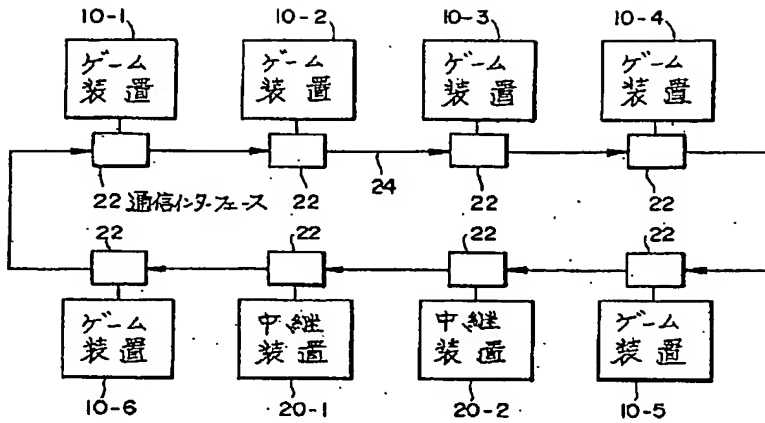 10-1 10-2 10-3 10-4
ゲーム ゲーム ゲーム ゲーム
装置 装置 装置 装置
24
22 通信インターフェース 22 22 22
22 22 22 22
ゲーム 中継 中継 ゲーム
装置 装置 装置 装置
10-6 20-1 20-2 10-5